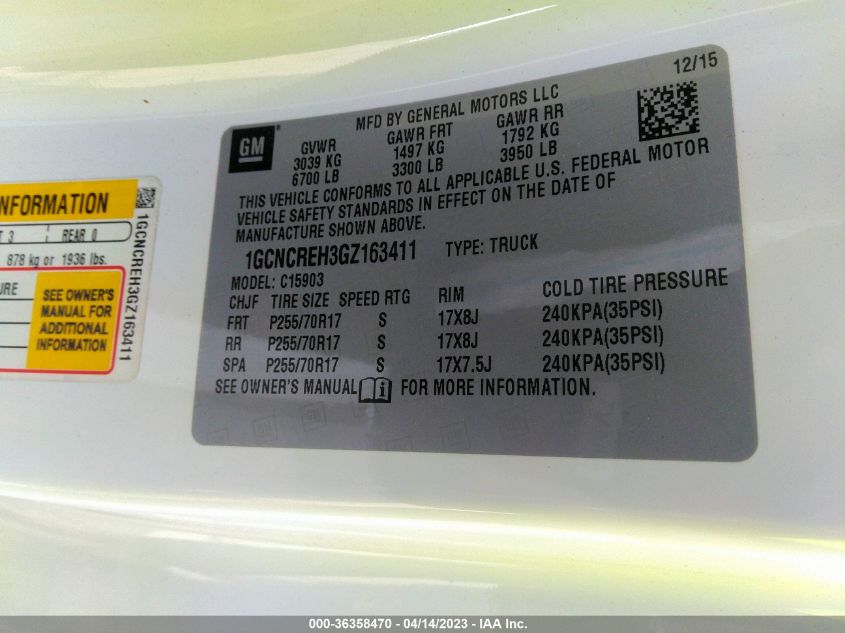 12/15
MFD BY GENERAL MOTORS LLC
GM
GVWR GAWR FRT GAWR RR
3039 KG 1497 KG 1792 KG
6700 LB 3300 LB 3950 LB
THIS VEHICLE CONFORMS TO ALL APPLICABLE U.S. FEDERAL MOTOR
VEHICLE SAFETY STANDARDS IN EFFECT ON THE DATE OF
MANUFACTURE SHOWN ABOVE.
1GCNCREH3GZ163411 TYPE: TRUCK
MODEL: C15903
CHJF TIRE SIZE SPEED RTG RIM COLD TIRE PRESSURE
FRT P255/70R17 S 17X8J 240KPA(35PSI)
RR P255/70R17 S 17X8J 240KPA(35PSI)
SPA P255/70R17 S 17X7.5J 240KPA(35PSI)
SEE OWNER'S MANUAL FOR MORE INFORMATION.
NFORMATION
T 3 REAR 0
878 kg or 1936 lbs.
URE
SEE OWNER'S
MANUAL FOR
ADDITIONAL
INFORMATION
1GCNCREH3GZ163411
000-36358470 - 04/14/2023 - IAA Inc.